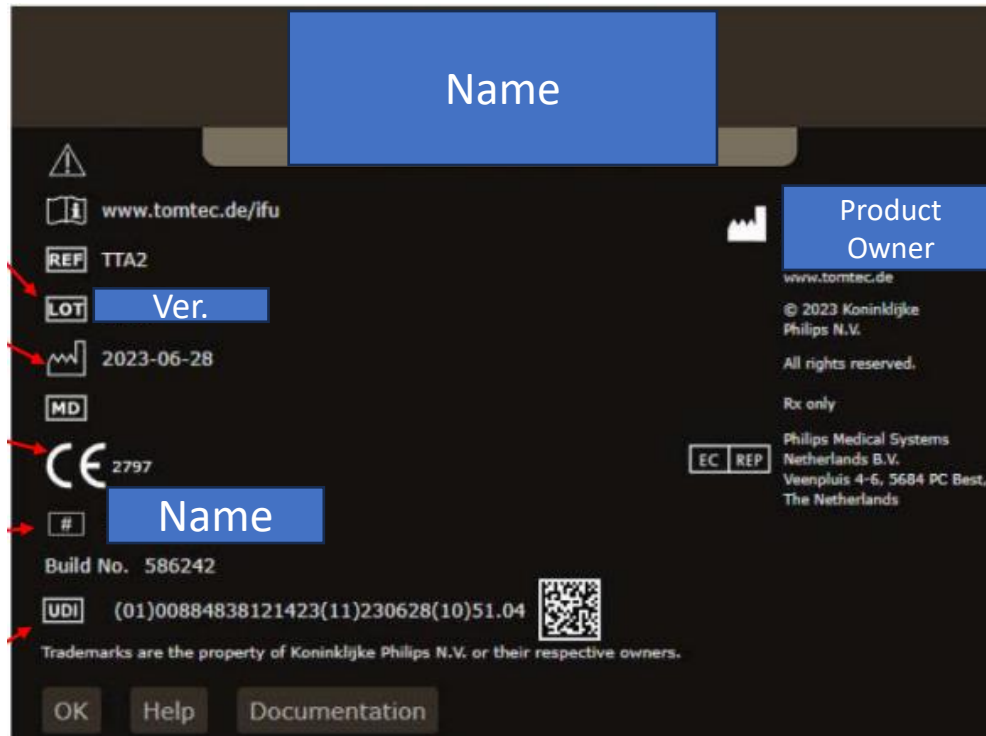 Name
www.tomtec.de/ifu
REF TTA2
LOT Ver.
2023-06-28
MD
CE 2797
# Name
Build No. 586242
UDI (01)00884838121423(11)230628(10)51.04
Trademarks are the property of Koninklijke Philips N.V. or their respective owners.
OK Help Documentation
Product
Owner
www.tomtec.de
© 2023 Koninklijke
Philips N.V.
All rights reserved.
Rx only
EC REP
Philips Medical Systems
Netherlands B.V.
Veenpluis 4-6, 5684 PC Best,
The Netherlands